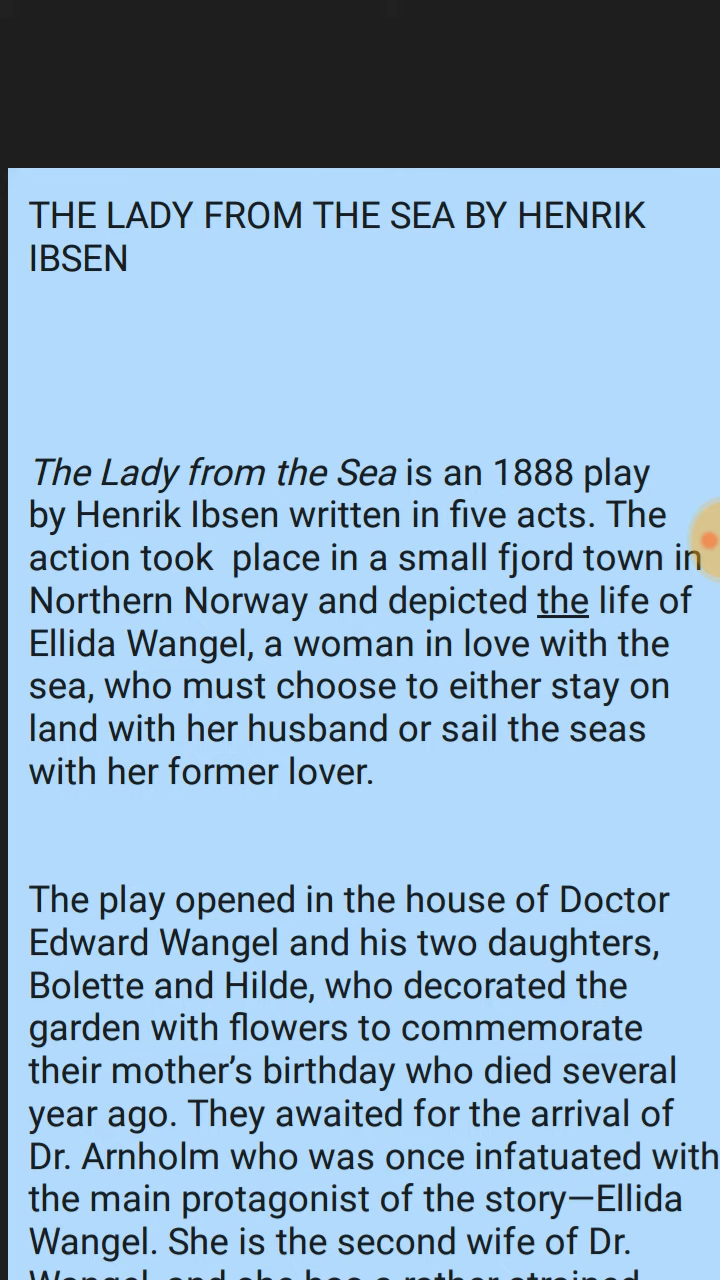 THE LADY FROM THE SEA BY HENRIK
IBSEN
The Lady from the Sea is an 1888 play
by Henrik Ibsen written in five acts. The
action took  place in a small fjord town in
Northern Norway and depicted the life of
Ellida Wangel, a woman in love with the
sea, who must choose to either stay on
land with her husband or sail the seas
with her former lover.
The play opened in the house of Doctor
Edward Wangel and his two daughters,
Bolette and Hilde, who decorated the
garden with flowers to commemorate
their mother’s birthday who died several
year ago. They awaited for the arrival of
Dr. Arnholm who was once infatuated with
the main protagonist of the story—Ellida
Wangel. She is the second wife of Dr.
Wangel, and she has a rather strained